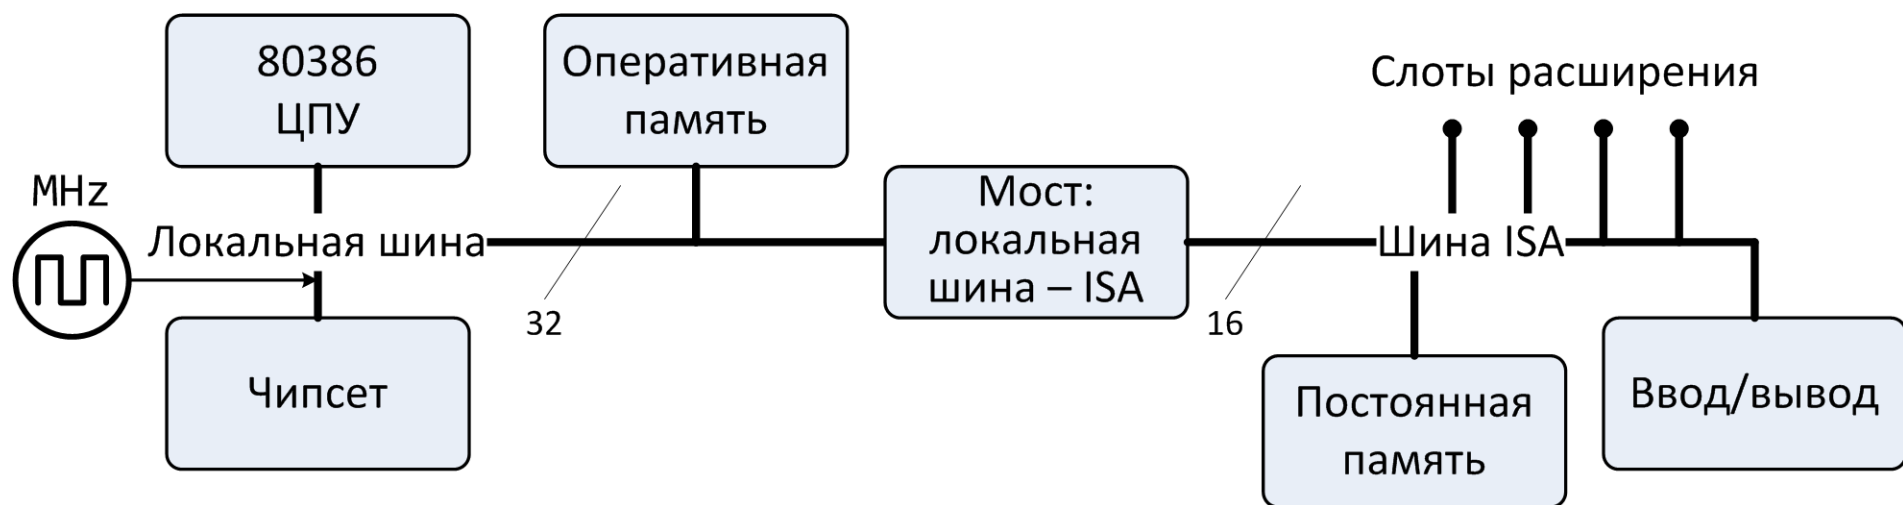 80386
ЦПУ
Оперативная
память
Слоты расширения
MHz
Локальная шина
Мост:
локальная
шина – ISA
Шина ISA
32
16
Чипсет
Постоянная
память
Ввод/вывод